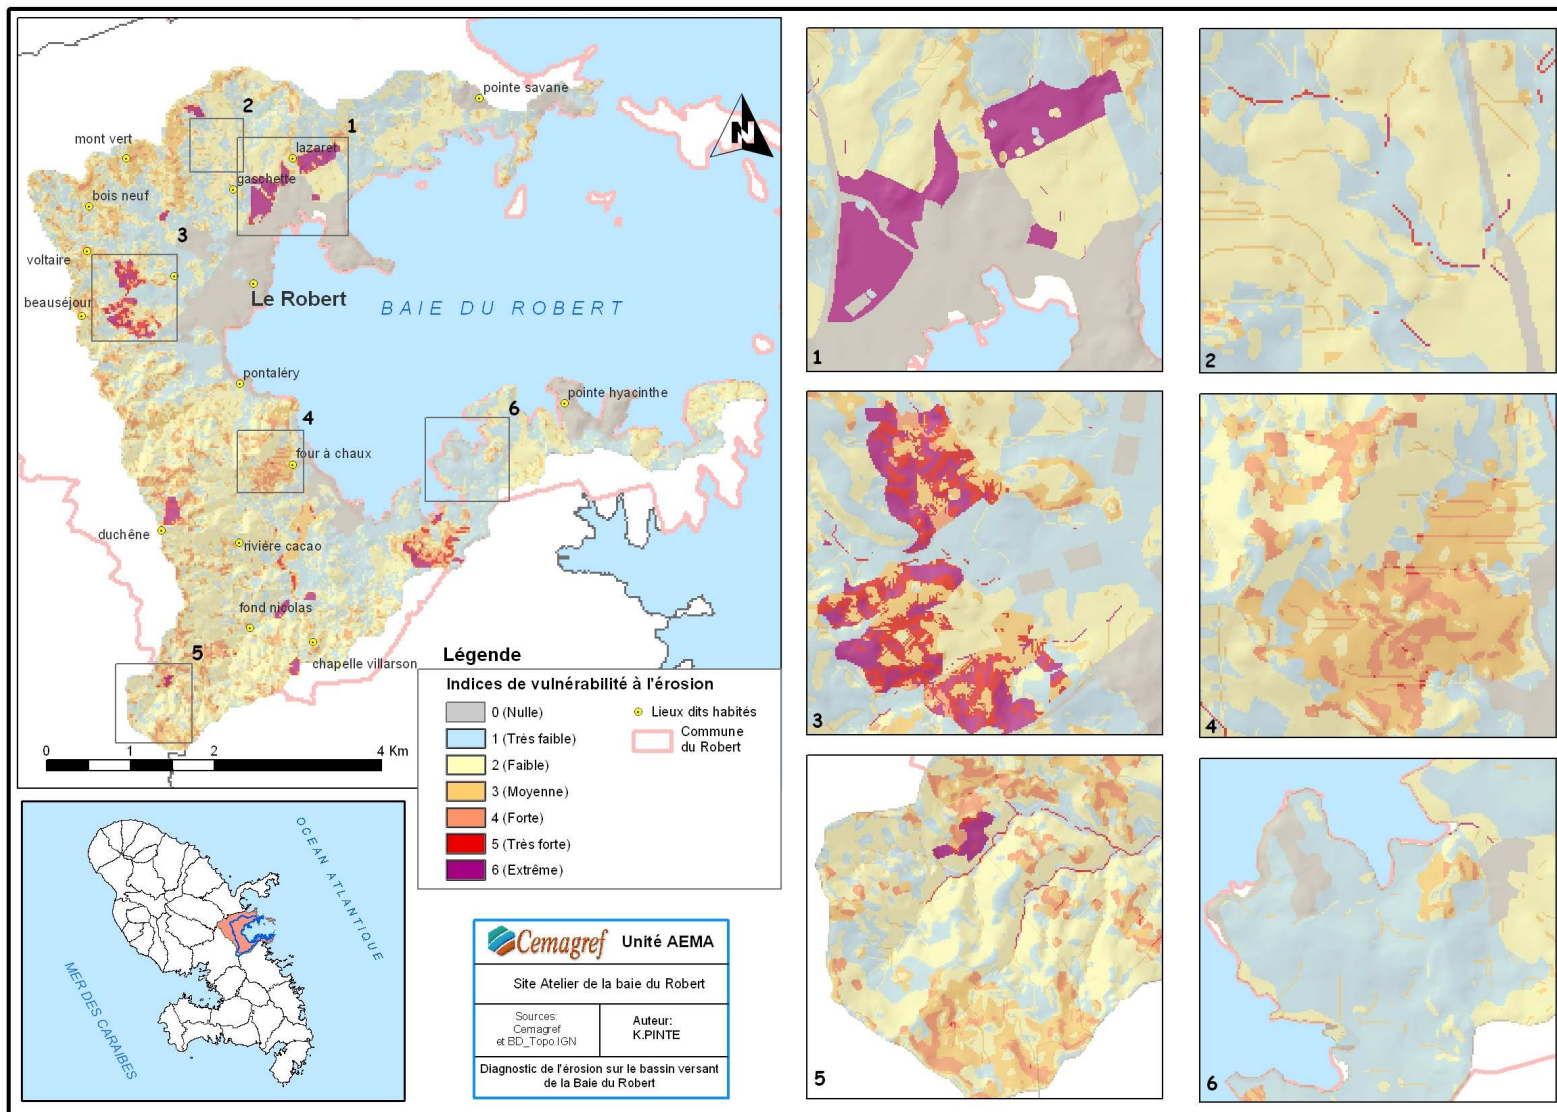 pointe savane
2
1
mont vert
lazaret
gaschette
bois neuf
3
voltaire
beauséjour
Le Robert
BAIE DU ROBERT
N
pontaléry
pointe hyacinthe
4
6
four à chaux
duchêne
rivière cacao
fond nicolas
5
chapelle villarson
0 1 2 4 Km
Légende
Indices de vulnérabilité à l'érosion
0 (Nulle)
1 (Très faible)
2 (Faible)
3 (Moyenne)
4 (Forte)
5 (Très forte)
6 (Extrême)
Lieux dits habités
Commune
du Robert
OCEAN ATLANTIQUE
MER DES CARAIBES
Cemagref Unité AEMA
Site Atelier de la baie du Robert
Sources:
Cemagref
et BD_Topo IGN
Auteur:
K.PINTE
Diagnostic de l'érosion sur le bassin versant
de la Baie du Robert
1
2
3
4
5
6